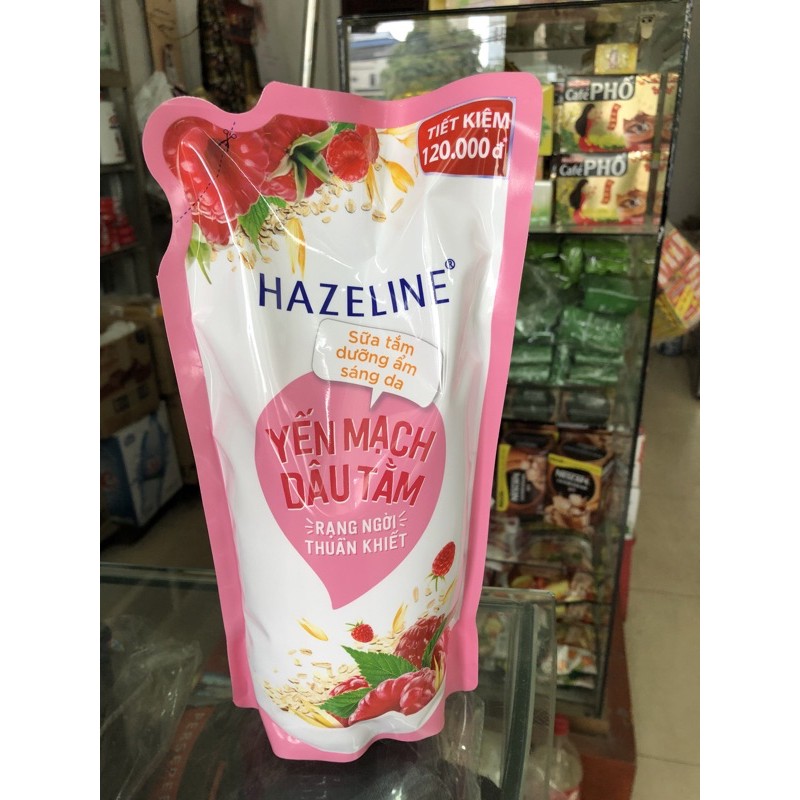 TIẾT KIỆM
120.000 đ
HAZELINE®
Sữa tắm
dưỡng ẩm
sáng da
YẾN MẠCH
DÂU TẰM
RẠNG NGỜI
THUẦN KHIẾT
Café PHỐ
Café PHỐ
NESCAFÉ